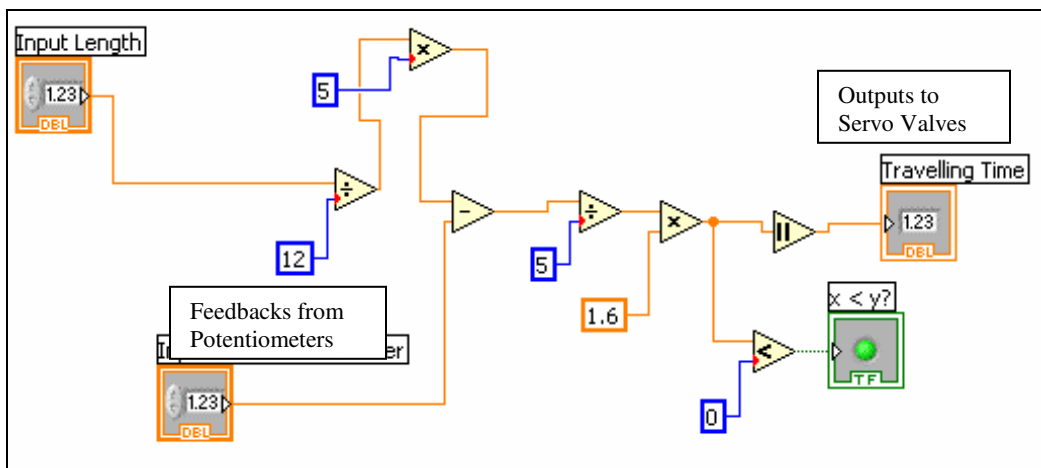 Input Length
1.23
DBL
×
5
÷
12
Outputs to
Servo Valves
Travelling Time
1.23
DBL
-
÷
5
×
1.6
x < y?
TF
<
0
Feedbacks from
Potentiometers
1.23
DBL